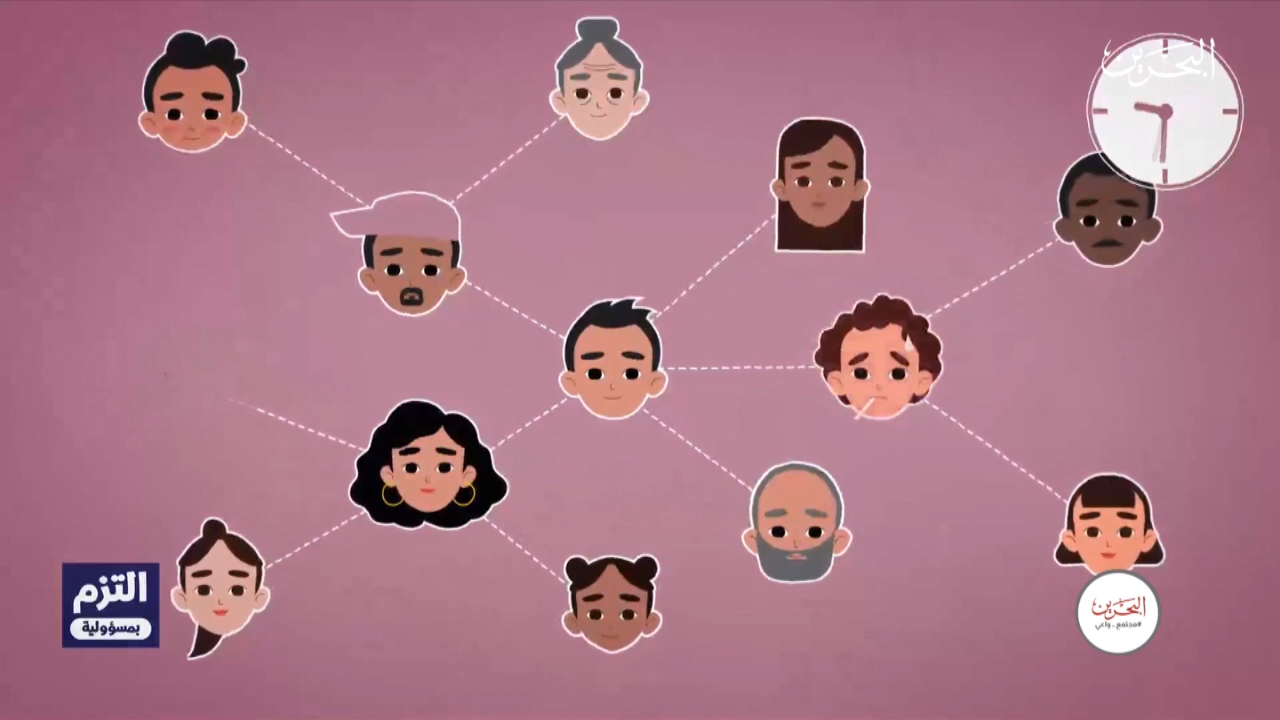 البحرين
التزم
بمسؤولية
البحرين
#مجتمع_واعي